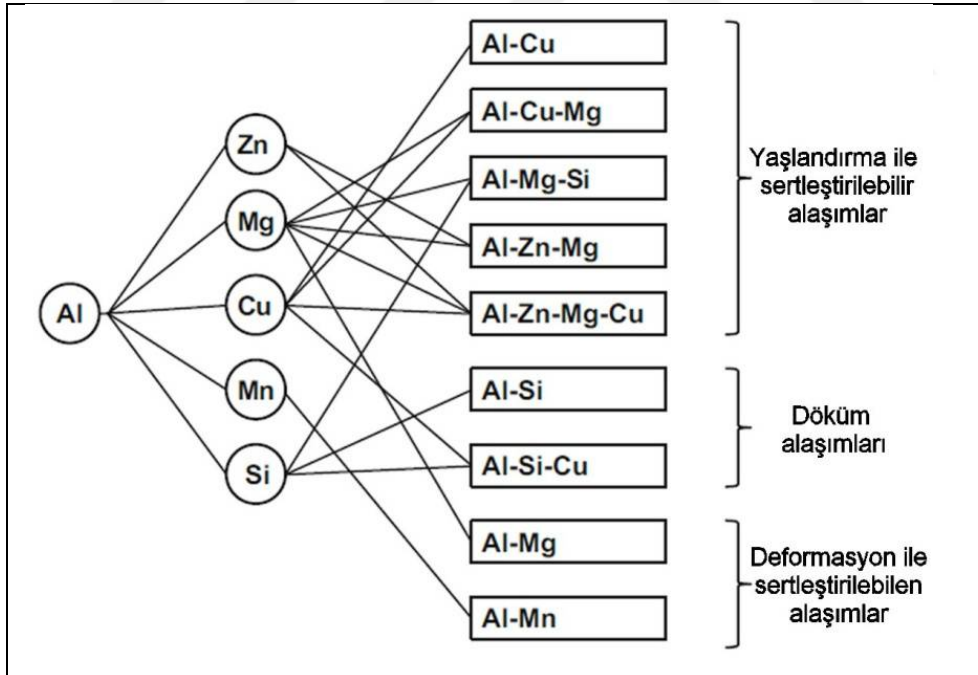 Al
Zn
Mg
Cu
Mn
Si
Al-Cu
Al-Cu-Mg
Al-Mg-Si
Al-Zn-Mg
Al-Zn-Mg-Cu
Al-Si
Al-Si-Cu
Al-Mg
Al-Mn
Yaşlandırma ile
sertleştirilebilir
alaşımlar
Döküm
alaşımları
Deformasyon ile
sertleştirilebilen
alaşımlar